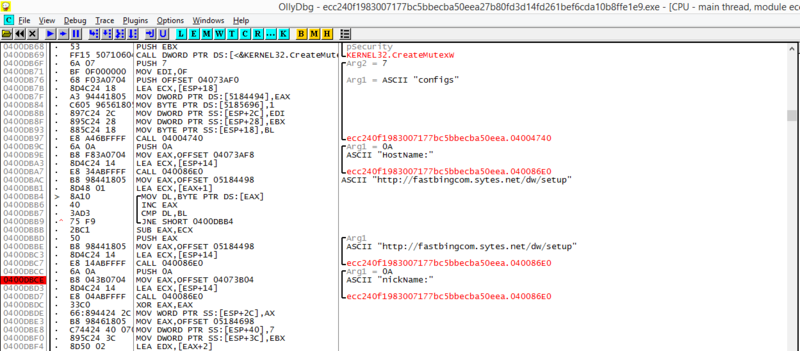 OllyDbg - ecc240f1983007177bc5bbecba50eea27b80fd3d14fd261bef6cda10b8ffe1e9.exe - [CPU - main thread, module ecc
C File View Debug Trace Plugins Options Windows Help
L E M W T C R ... K B M H
0400DB68 . 53 PUSH EBX pSecurity
0400DB69 . FF15 50710604 CALL DWORD PTR DS:[<&KERNEL32.CreateMute KERNEL32.CreateMutexW
0400DB6F . 6A 07 PUSH 7 Arg2 = 7
0400DB71 . BF 0F000000 MOV EDI,0F
0400DB76 . 68 F03A0704 PUSH OFFSET 04073AF0 Arg1 = ASCII "configs"
0400DB7B . 8D4C24 18 LEA ECX,[ESP+18]
0400DB7F . A3 94441805 MOV DWORD PTR DS:[5184494],EAX
0400DB84 . C605 96561805 MOV BYTE PTR DS:[5185696],1
0400DB8B . 897C24 2C MOV DWORD PTR SS:[ESP+2C],EDI
0400DB8F . 895C24 28 MOV DWORD PTR SS:[ESP+28],EBX
0400DB93 . 885C24 18 MOV BYTE PTR SS:[ESP+18],BL
0400DB97 . E8 A46BFFFF CALL 04004740 ecc240f1983007177bc5bbecba50eea.04004740
0400DB9C . 6A 0A PUSH 0A Arg1 = 0A
0400DB9E . B8 F83A0704 MOV EAX,OFFSET 04073AF8 ASCII "HostName:"
0400DBA3 . 8D4C24 14 LEA ECX,[ESP+14]
0400DBA7 . E8 34ABFFFF CALL 040086E0 ecc240f1983007177bc5bbecba50eea.040086E0
0400DBAC . B8 98441805 MOV EAX,OFFSET 05184498 ASCII "http://fastbingcom.sytes.net/dw/setup"
0400DBB1 . 8D48 01 LEA ECX,[EAX+1]
0400DBB4 > 8A10 MOV DL,BYTE PTR DS:[EAX]
0400DBB6 . 40 INC EAX
0400DBB7 . 3AD3 CMP DL,BL
0400DBB9 .^ 75 F9 JNE SHORT 0400DBB4
0400DBBB . 2BC1 SUB EAX,ECX
0400DBBD . 50 PUSH EAX Arg1
0400DBBE . B8 98441805 MOV EAX,OFFSET 05184498 ASCII "http://fastbingcom.sytes.net/dw/setup"
0400DBC3 . 8D4C24 14 LEA ECX,[ESP+14]
0400DBC7 . E8 14ABFFFF CALL 040086E0 ecc240f1983007177bc5bbecba50eea.040086E0
0400DBCC . 6A 0A PUSH 0A Arg1 = 0A
0400DBCE . B8 043B0704 MOV EAX,OFFSET 04073B04 ASCII "nickName:"
0400DBD3 . 8D4C24 14 LEA ECX,[ESP+14]
0400DBD7 . E8 04ABFFFF CALL 040086E0 ecc240f1983007177bc5bbecba50eea.040086E0
0400DBDC . 33C0 XOR EAX,EAX
0400DBDE . 66:894424 2C MOV WORD PTR SS:[ESP+2C],AX
0400DBE3 . B8 98461805 MOV EAX,OFFSET 05184698
0400DBE8 . C74424 40 070 MOV DWORD PTR SS:[ESP+40],7
0400DBF0 . 895C24 3C MOV DWORD PTR SS:[ESP+3C],EBX
0400DBF4 . 8D50 02 LEA EDX,[EAX+2]